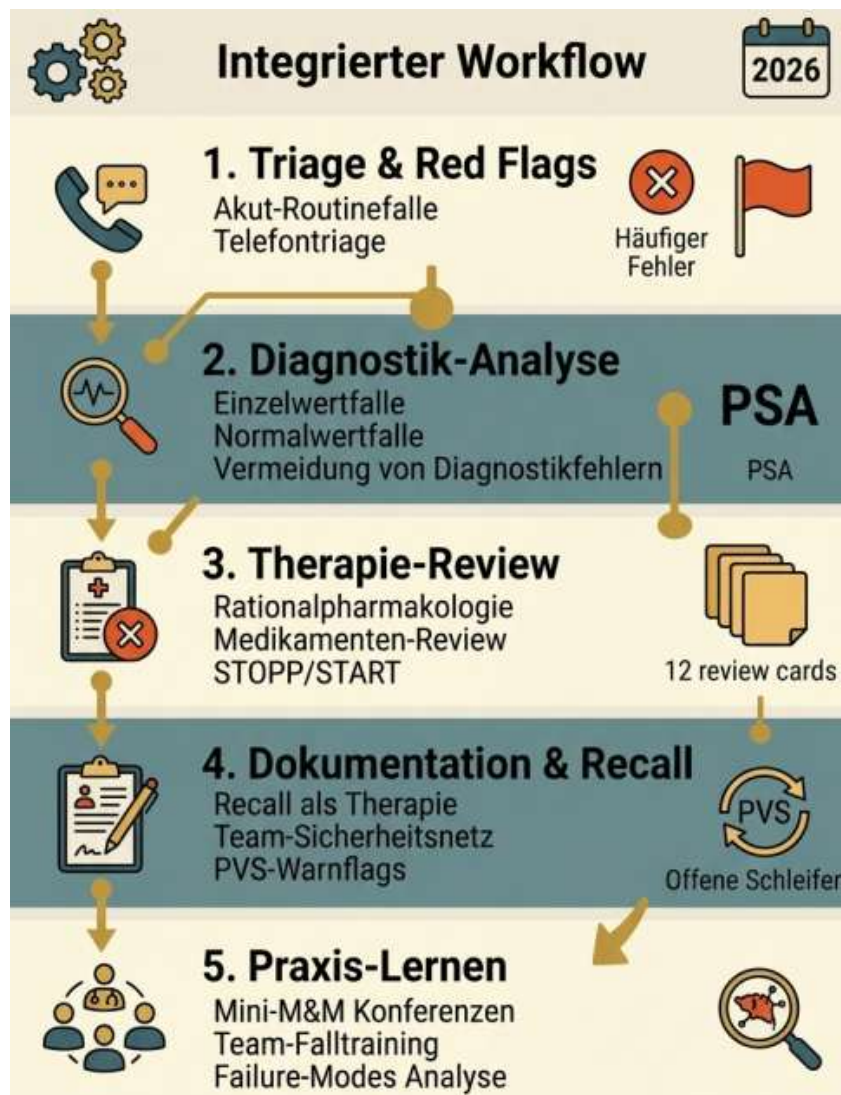 Integrierter Workflow
2026
1. Triage & Red Flags
Akut-Routinefalle
Telefontriage
Häufiger
Fehler
2. Diagnostik-Analyse
Einzelwertfalle
Normalwertfalle
Vermeidung von Diagnostikfehlern
PSA
PSA
3. Therapie-Review
Rationalpharmakologie
Medikamenten-Review
STOPP/START
12 review cards
4. Dokumentation & Recall
Recall als Therapie
Team-Sicherheitsnetz
PVS-Warnflags
PVS
Offene Schleifer
5. Praxis-Lernen
Mini-M&M Konferenzen
Team-Falltraining
Failure-Modes Analyse